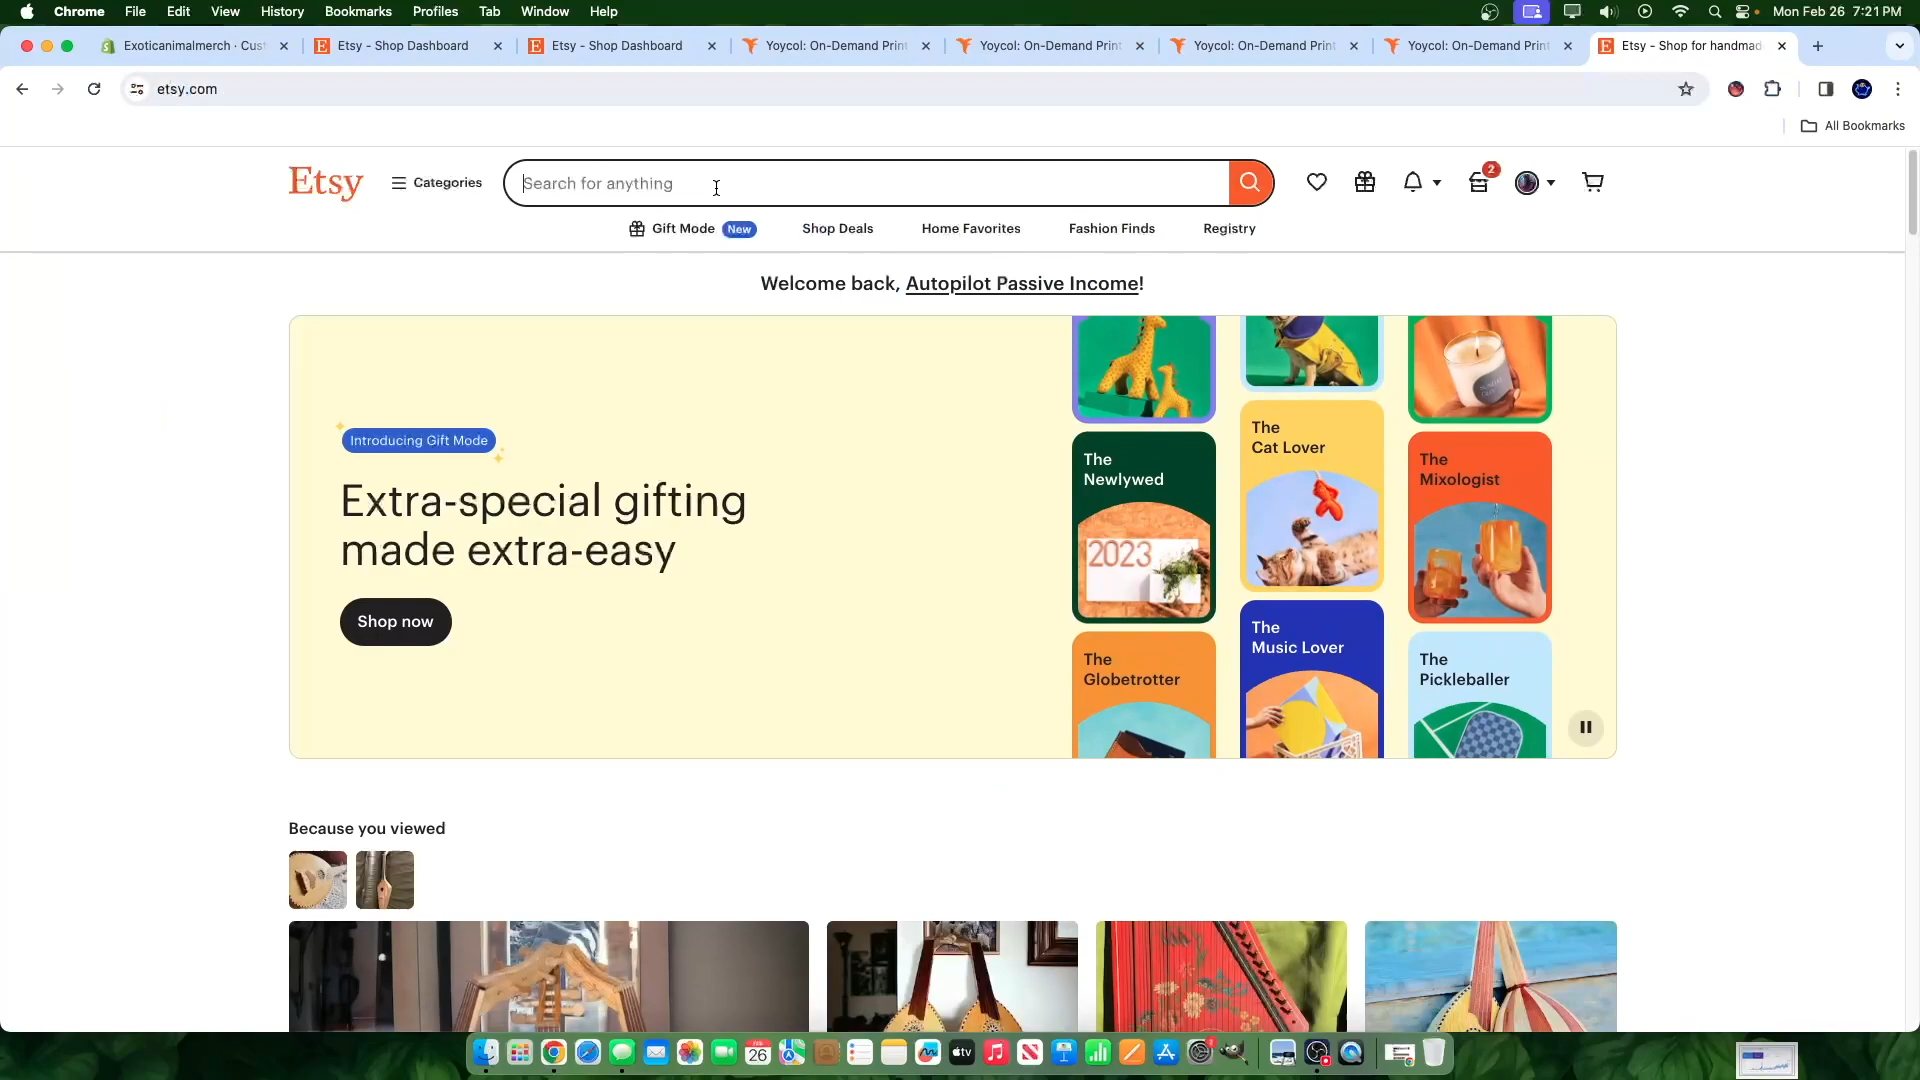 Chrome File Edit View History Bookmarks Profiles Tab Window Help Mon Feb 26 7:21 PM
Exoticanimalmerch · Cust Etsy - Shop Dashboard Etsy - Shop Dashboard Yoycol: On-Demand Print Yoycol: On-Demand Print Yoycol: On-Demand Print Yoycol: On-Demand Print Etsy - Shop for handmad
etsy.com
All Bookmarks
Etsy Categories Search for anything 2
Gift Mode New Shop Deals Home Favorites Fashion Finds Registry
Welcome back, Autopilot Passive Income!
Introducing Gift Mode
Extra-special gifting
made extra-easy
Shop now
The
Newlywed
2023
The
Globetrotter
The
Cat Lover
The
Music Lover
The
Mixologist
The
Pickleballer
Because you viewed
FEB
26
tv